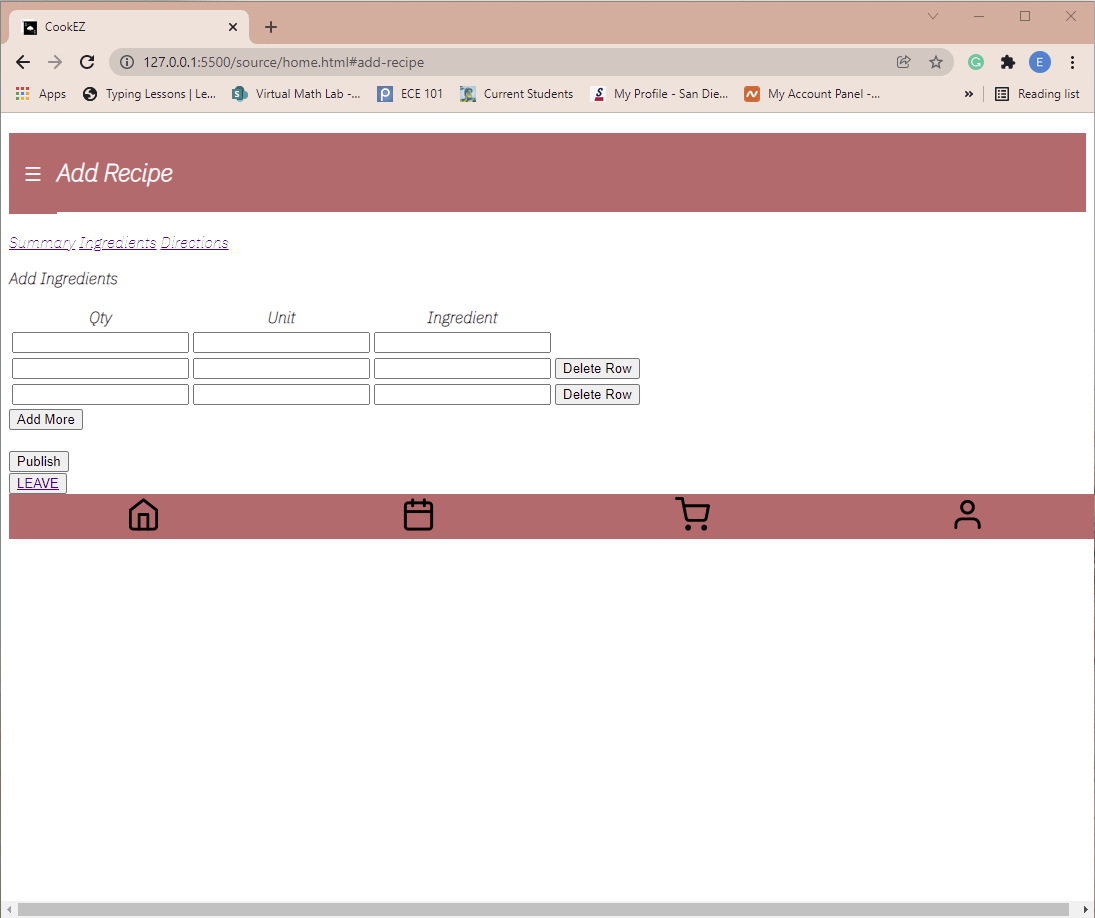 CookEZ
127.0.0.1:5500/source/home.html#add-recipe
G
E
Apps
Typing Lessons | Le...
S
Virtual Math Lab -...
p
ECE 101
Current Students
S
My Profile - San Die...
My Account Panel -...
»
Reading list
☰ Add Recipe
Summary Ingredients Directions
Add Ingredients
Qty Unit Ingredient
Delete Row
Delete Row
Add More
Publish
LEAVE